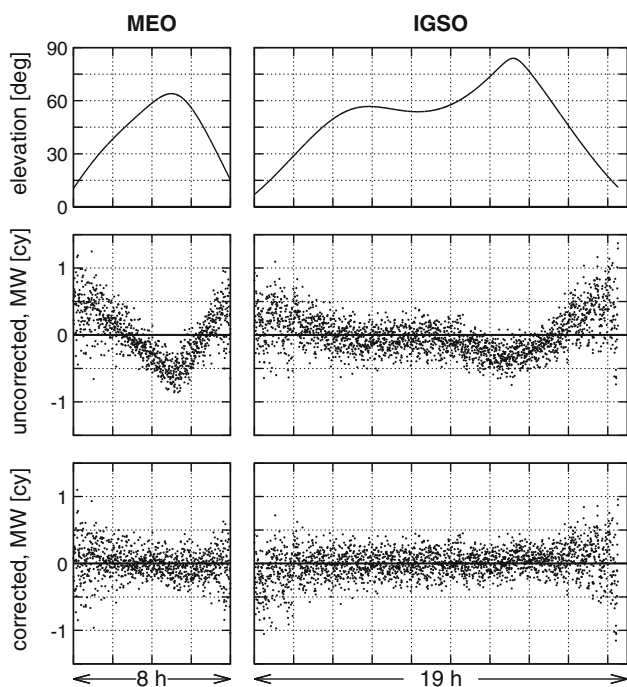 MEO IGSO
elevation [deg]
90
60
30
0
uncorrected, MW [cy]
1
0
-1
corrected, MW [cy]
1
0
-1
8 h 19 h